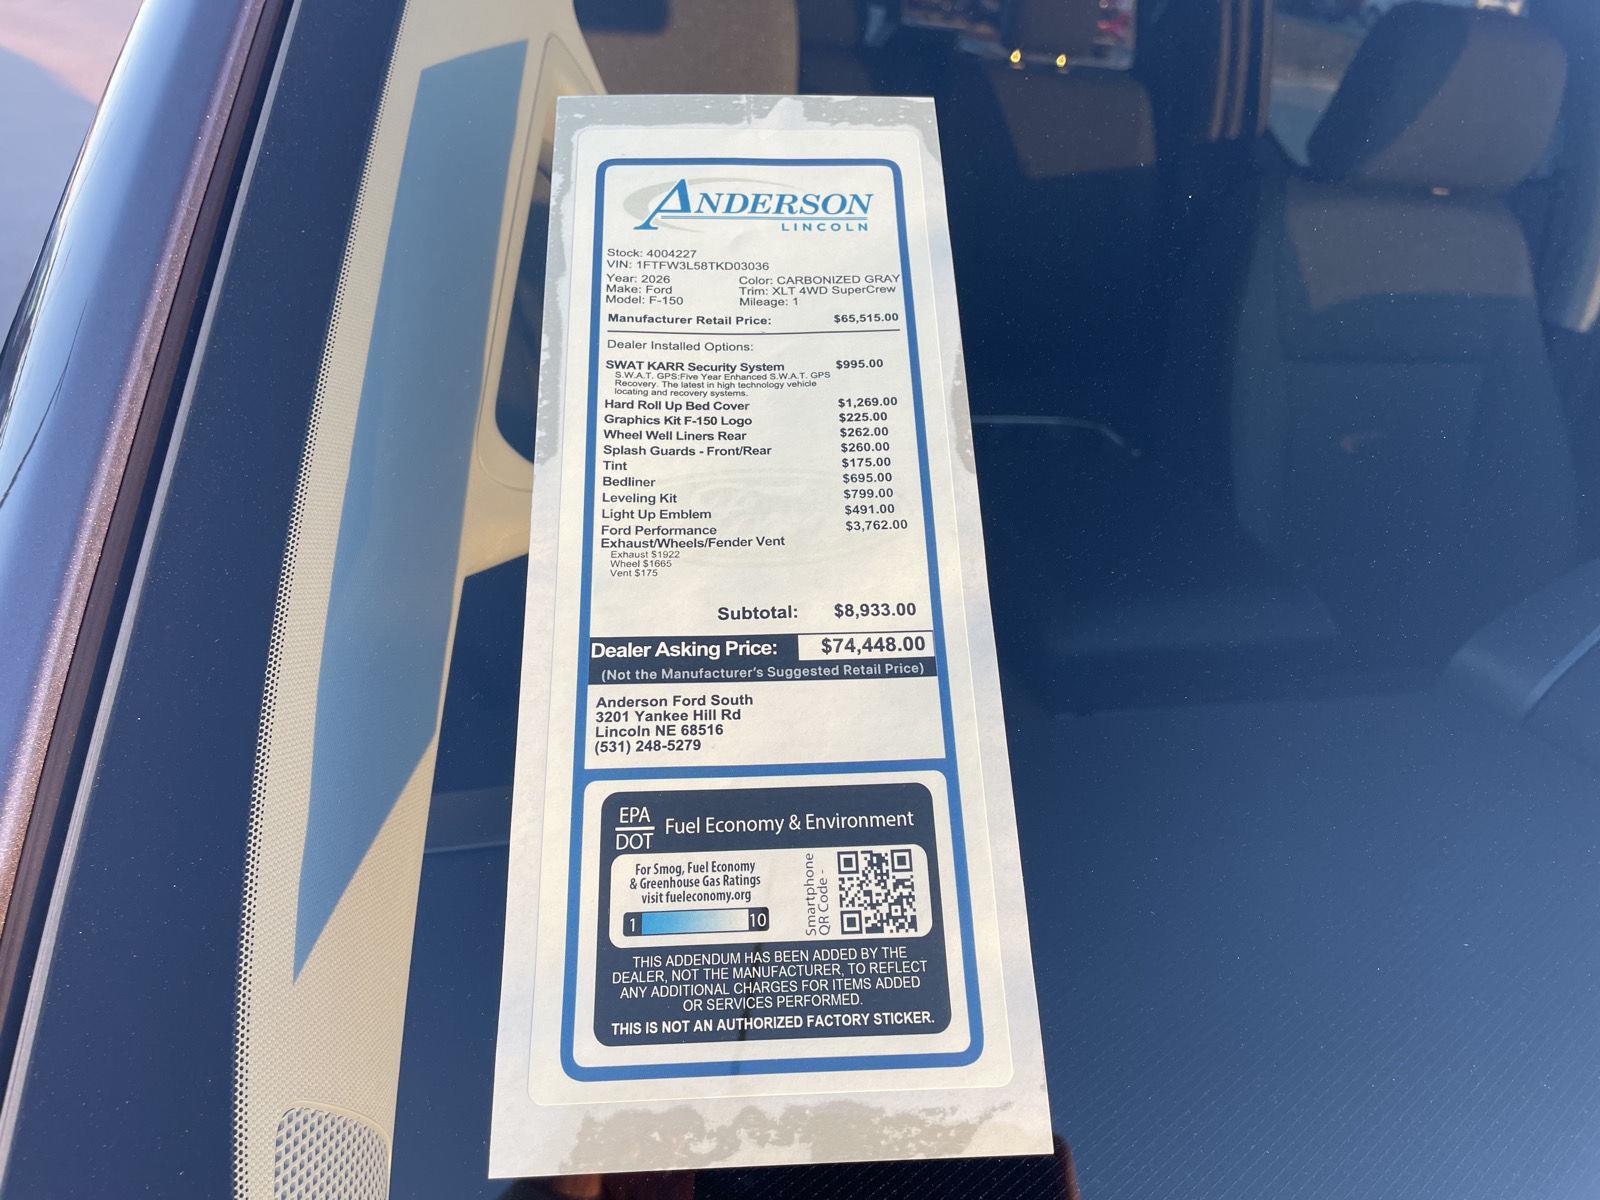 ANDERSON
LINCOLN
Stock: 4004227
VIN: 1FTFW3L58TKD03036
Year: 2026 Color: CARBONIZED GRAY
Make: Ford Trim: XLT 4WD SuperCrew
Model: F-150 Mileage: 1
Manufacturer Retail Price: $65,515.00
Dealer Installed Options:
SWAT KARR Security System $995.00
S.W.A.T. GPS:Five Year Enhanced S.W.A.T. GPS
Recovery. The latest in high technology vehicle
locating and recovery systems.
Hard Roll Up Bed Cover $1,269.00
Graphics Kit F-150 Logo $225.00
Wheel Well Liners Rear $262.00
Splash Guards - Front/Rear $260.00
Tint $175.00
Bedliner $695.00
Leveling Kit $799.00
Light Up Emblem $491.00
Ford Performance $3,762.00
Exhaust/Wheels/Fender Vent
Exhaust $1922
Wheel $1665
Vent $175
Subtotal: $8,933.00
Dealer Asking Price: $74,448.00
(Not the Manufacturer's Suggested Retail Price)
Anderson Ford South
3201 Yankee Hill Rd
Lincoln NE 68516
(531) 248-5279
EPA
DOT
Fuel Economy & Environment
For Smog, Fuel Economy
& Greenhouse Gas Ratings
visit fueleconomy.org
1 10
Smartphone
QR Code -
THIS ADDENDUM HAS BEEN ADDED BY THE
DEALER, NOT THE MANUFACTURER, TO REFLECT
ANY ADDITIONAL CHARGES FOR ITEMS ADDED
OR SERVICES PERFORMED.
THIS IS NOT AN AUTHORIZED FACTORY STICKER.